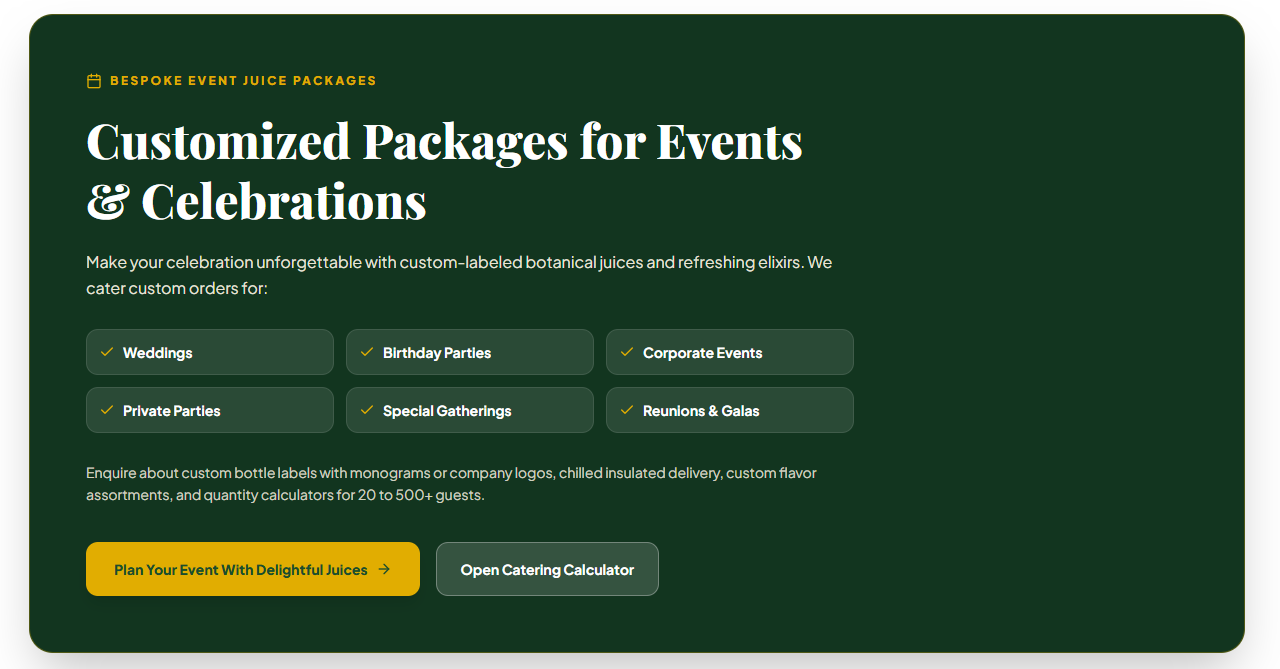 BESPOKE EVENT JUICE PACKAGES
Customized Packages for Events
& Celebrations
Make your celebration unforgettable with custom-labeled botanical juices and refreshing elixirs. We
cater custom orders for:
Weddings
Birthday Parties
Corporate Events
Private Parties
Special Gatherings
Reunions & Galas
Enquire about custom bottle labels with monograms or company logos, chilled insulated delivery, custom flavor
assortments, and quantity calculators for 20 to 500+ guests.
Plan Your Event With Delightful Juices →
Open Catering Calculator